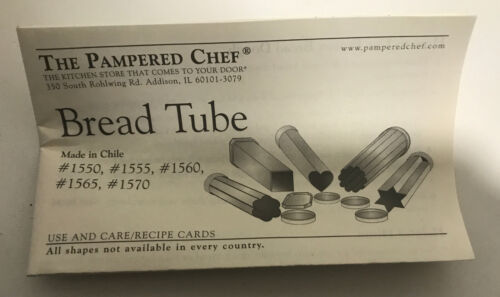 THE PAMPERED CHEF®
www.pamperedchef.com
THE KITCHEN STORE THAT COMES TO YOUR DOOR®
350 South Rohlwing Rd. Addison, IL 60101-3079
Bread Tube
Made in Chile
#1550, #1555, #1560,
#1565, #1570
USE AND CARE/RECIPE CARDS
All shapes not available in every country.